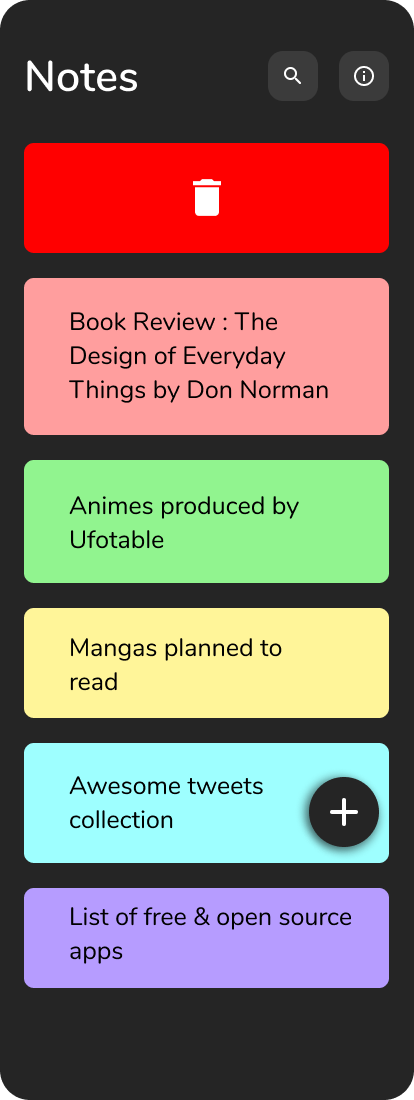 Notes
Book Review : The
Design of Everyday
Things by Don Norman
Animes produced by
Ufotable
Mangas planned to
read
Awesome tweets
collection
List of free & open source
apps